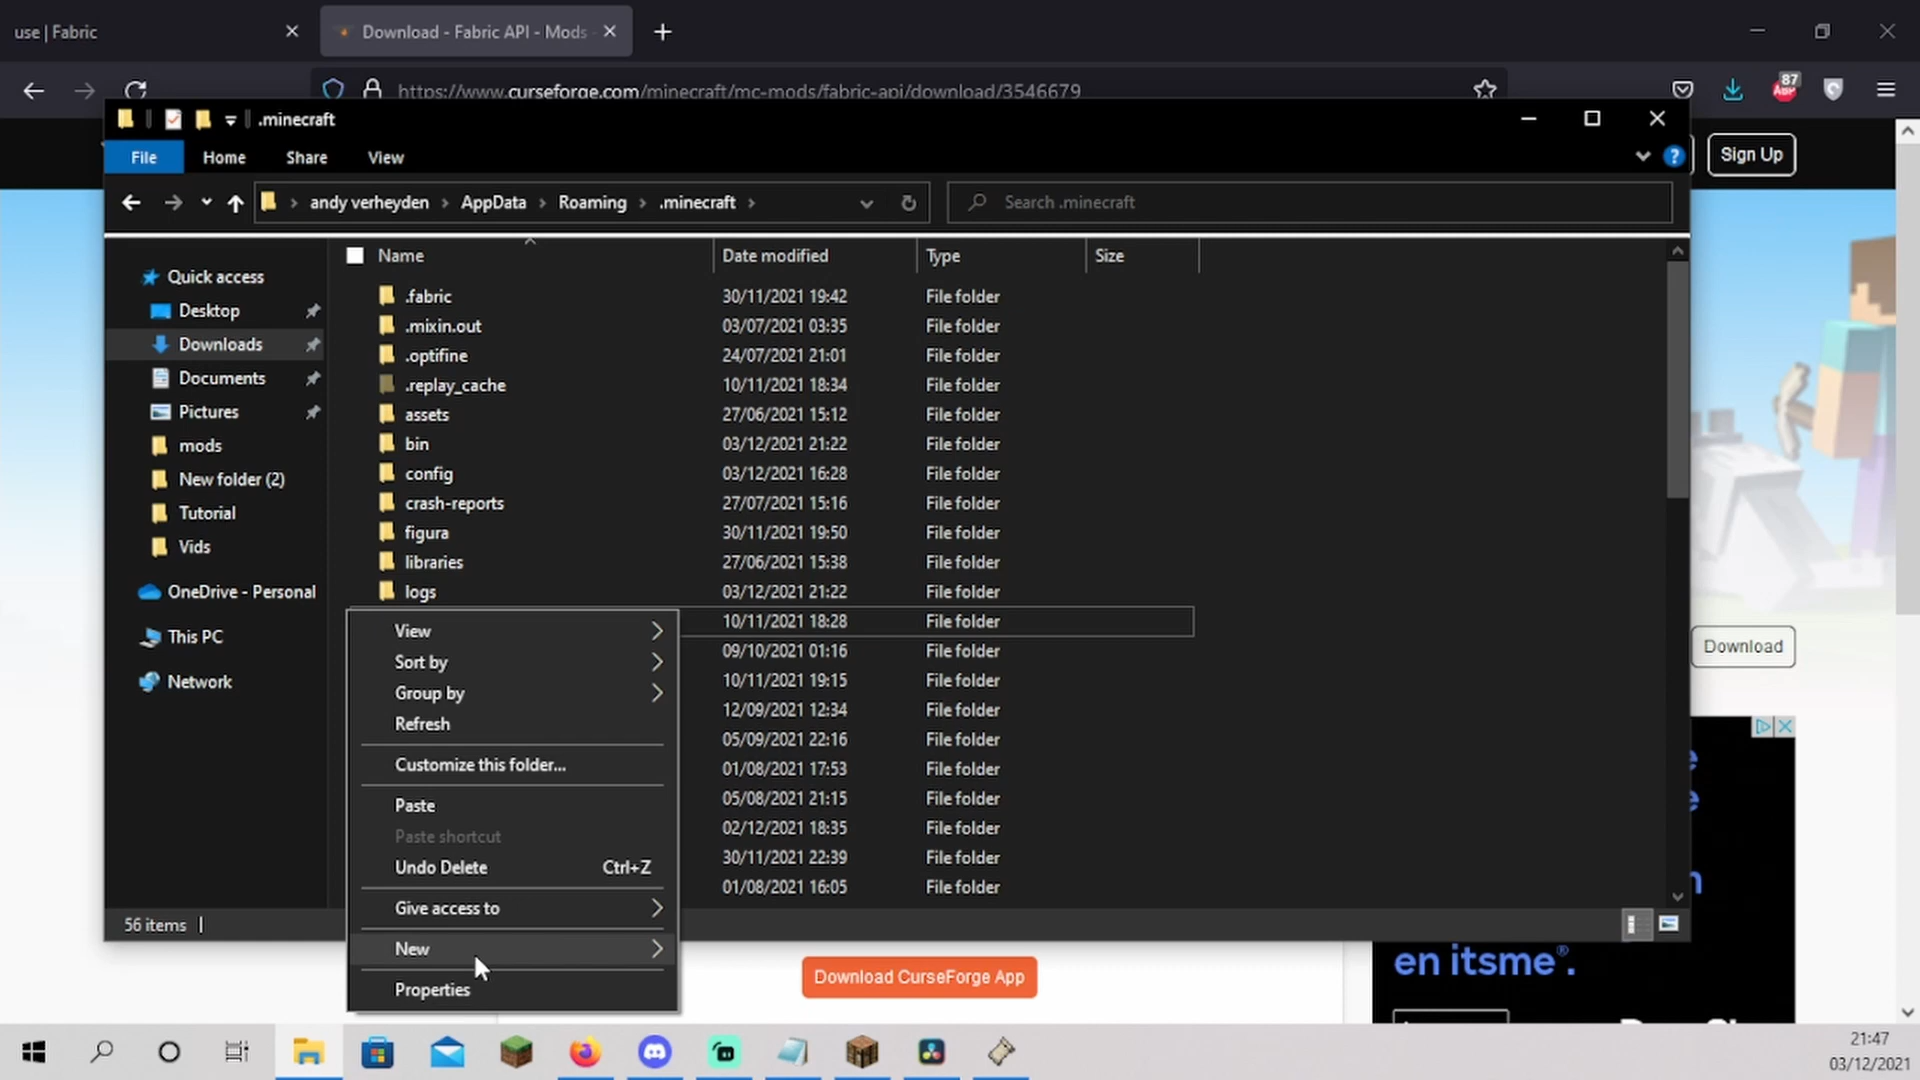 use | Fabric
Download - Fabric API - Mods
https://www.curseforge.com/minecraft/mc-mods/fabric-api/download/3546679
87
ABP
.minecraft
File Home Share View
Sign Up
andy verheyden AppData Roaming .minecraft
Search .minecraft
Name Date modified Type Size
Quick access
Desktop
Downloads
Documents
Pictures
mods
New folder (2)
Tutorial
Vids
OneDrive - Personal
This PC
Network
.fabric 30/11/2021 19:42 File folder
.mixin.out 03/07/2021 03:35 File folder
.optifine 24/07/2021 21:01 File folder
.replay_cache 10/11/2021 18:34 File folder
assets 27/06/2021 15:12 File folder
bin 03/12/2021 21:22 File folder
config 03/12/2021 16:28 File folder
crash-reports 27/07/2021 15:16 File folder
figura 30/11/2021 19:50 File folder
libraries 27/06/2021 15:38 File folder
logs 03/12/2021 21:22 File folder
10/11/2021 18:28 File folder
09/10/2021 01:16 File folder
10/11/2021 19:15 File folder
12/09/2021 12:34 File folder
05/09/2021 22:16 File folder
01/08/2021 17:53 File folder
05/08/2021 21:15 File folder
02/12/2021 18:35 File folder
30/11/2021 22:39 File folder
01/08/2021 16:05 File folder
View
Sort by
Group by
Refresh
Customize this folder...
Paste
Paste shortcut
Undo Delete Ctrl+Z
Give access to
New
Properties
56 items
Download
Download CurseForge App
en itsme®.
21:47
03/12/2021